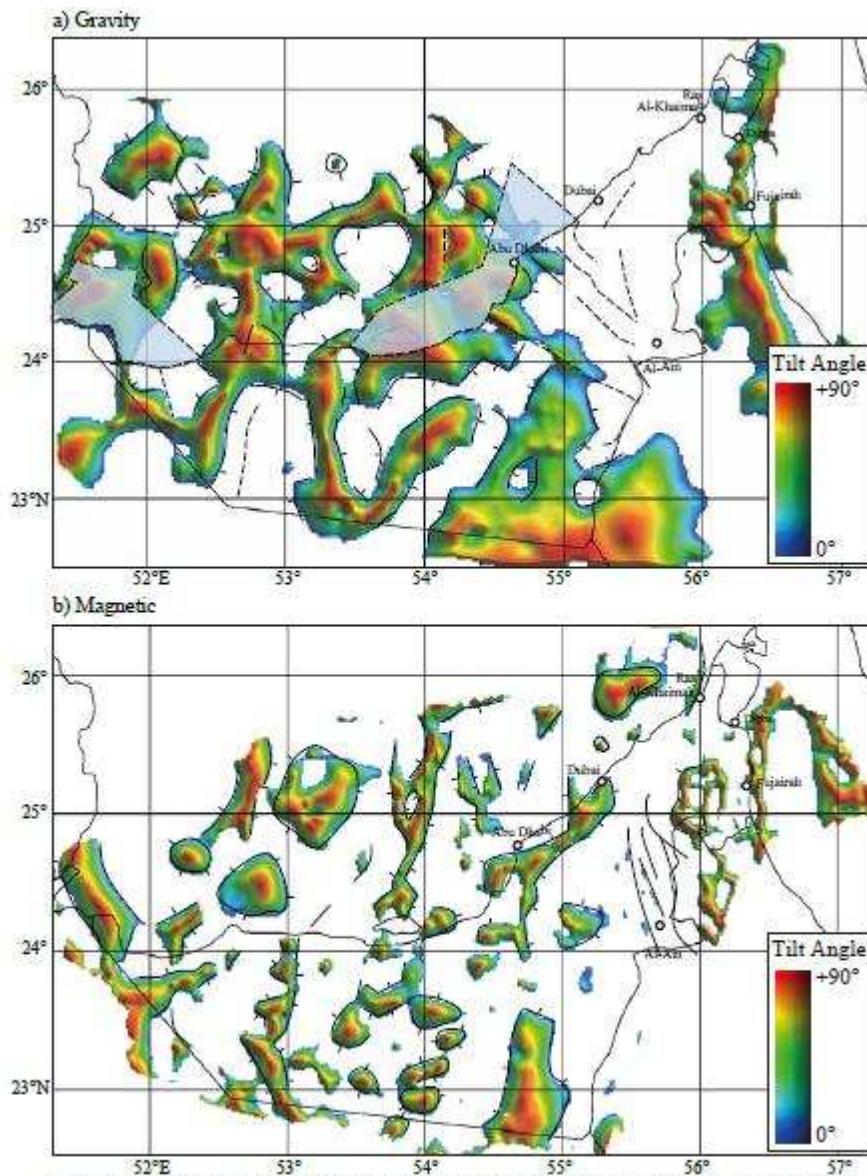 a) Gravity
26°
Ras
Al-Khaimah
Dubai
Fujairah
25°
Abu Dhabi
24°
Al-Ain
Tilt Angle
+90°
0°
23°N
52°E
53°
54°
55°
56°
57°
b) Magnetic
26°
Ras
Al-Khaimah
Dubai
Fujairah
25°
Abu Dhabi
24°
Al-Ain
Tilt Angle
+90°
0°
23°N
52°E
53°
54°
55°
56°
57°